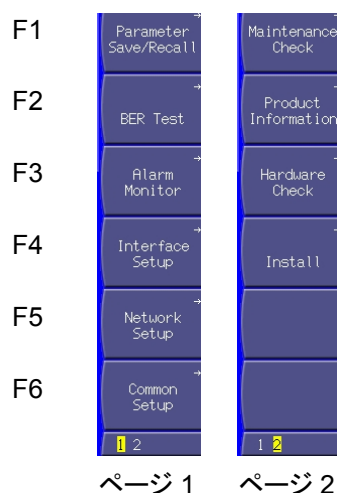 F1
Parameter
Save/Recall
→
Maintenance
Check
→
F2
BER Test
→
Product
Information
→
F3
Alarm
Monitor
→
Hardware
Check
→
F4
Interface
Setup
→
Install
→
F5
Network
Setup
→
F6
Common
Setup
→
1 2
1 2
ページ 1
ページ 2